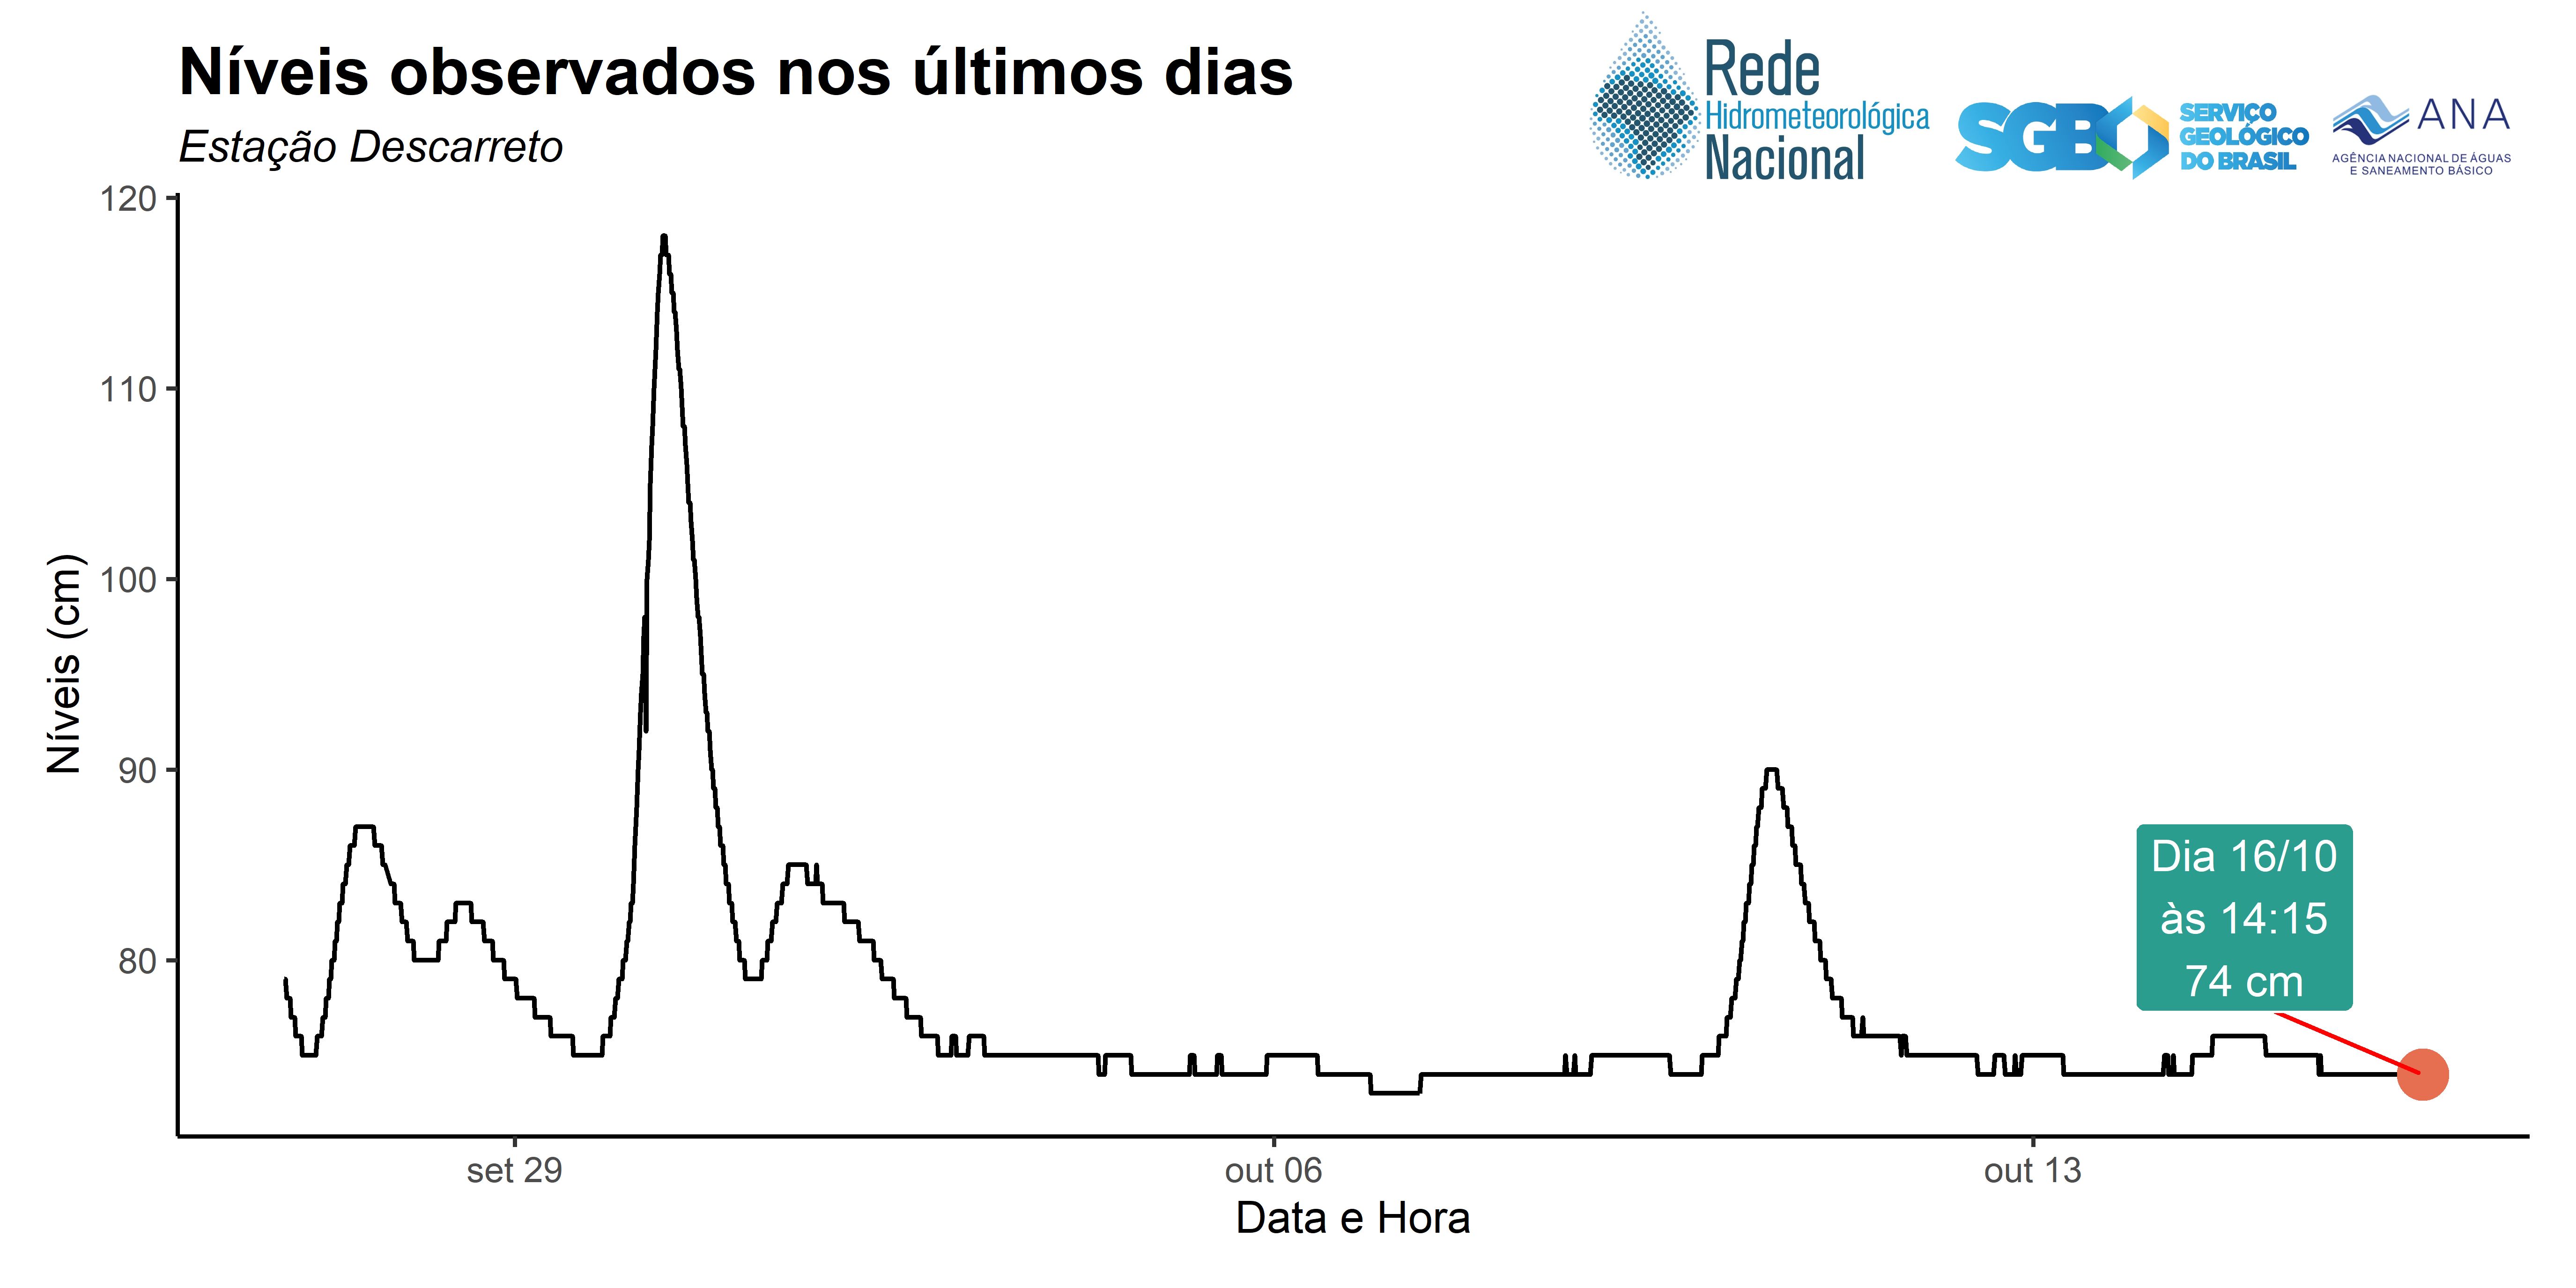 Níveis observados nos últimos dias
Estação Descarreto
Rede
Hidrometeorológica
Nacional
SGB
SERVIÇO
GEOLÓGICO
DO BRASIL
ANA
AGÊNCIA NACIONAL DE ÁGUAS
E SANEAMENTO BÁSICO
Níveis (cm)
120
110
100
90
80
Dia 16/10
às 14:15
74 cm
set 29
out 06
out 13
Data e Hora